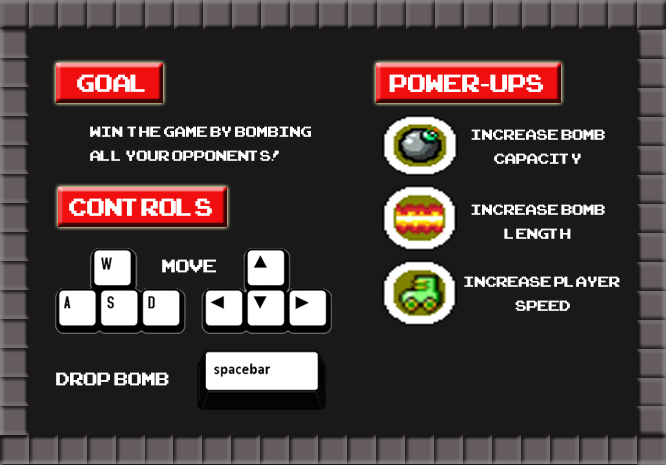 GOAL
WIN THE GAME BY BOMBING
ALL YOUR OPPONENTS!
CONTROLS
W
MOVE
▲
A S D
◀ ▼ ▶
DROP BOMB
spacebar
POWER-UPS
INCREASE BOMB
CAPACITY
INCREASE BOMB
LENGTH
INCREASE PLAYER
SPEED